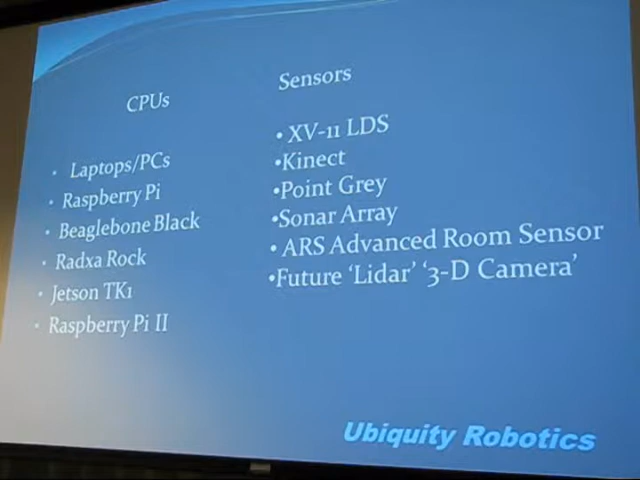 CPUs
• Laptops/PCs
• Raspberry Pi
• Beaglebone Black
• Radxa Rock
• Jetson TK1
• Raspberry Pi II
Sensors
• XV-11 LDS
•Kinect
•Point Grey
•Sonar Array
• ARS Advanced Room Sensor
•Future ‘Lidar’ ‘3-D Camera’
Ubiquity Robotics